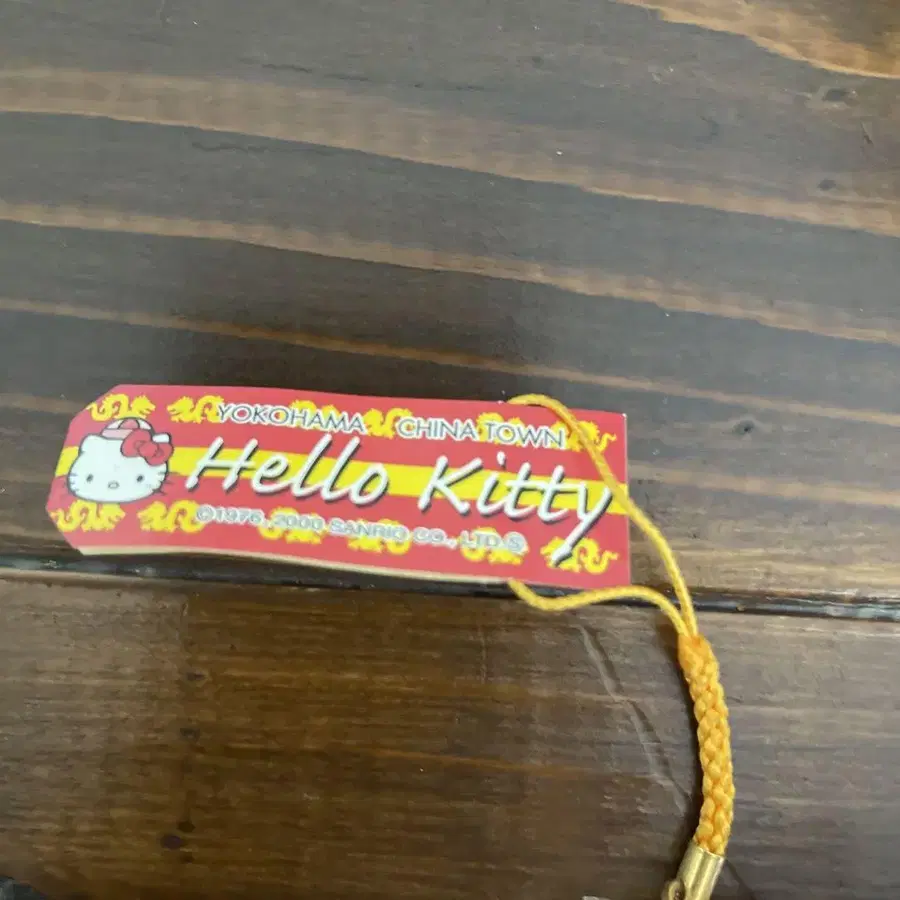 YOKOHAMA CHINA TOWN
Hello Kitty
©1976, 2000 SANRIO CO., LTD.